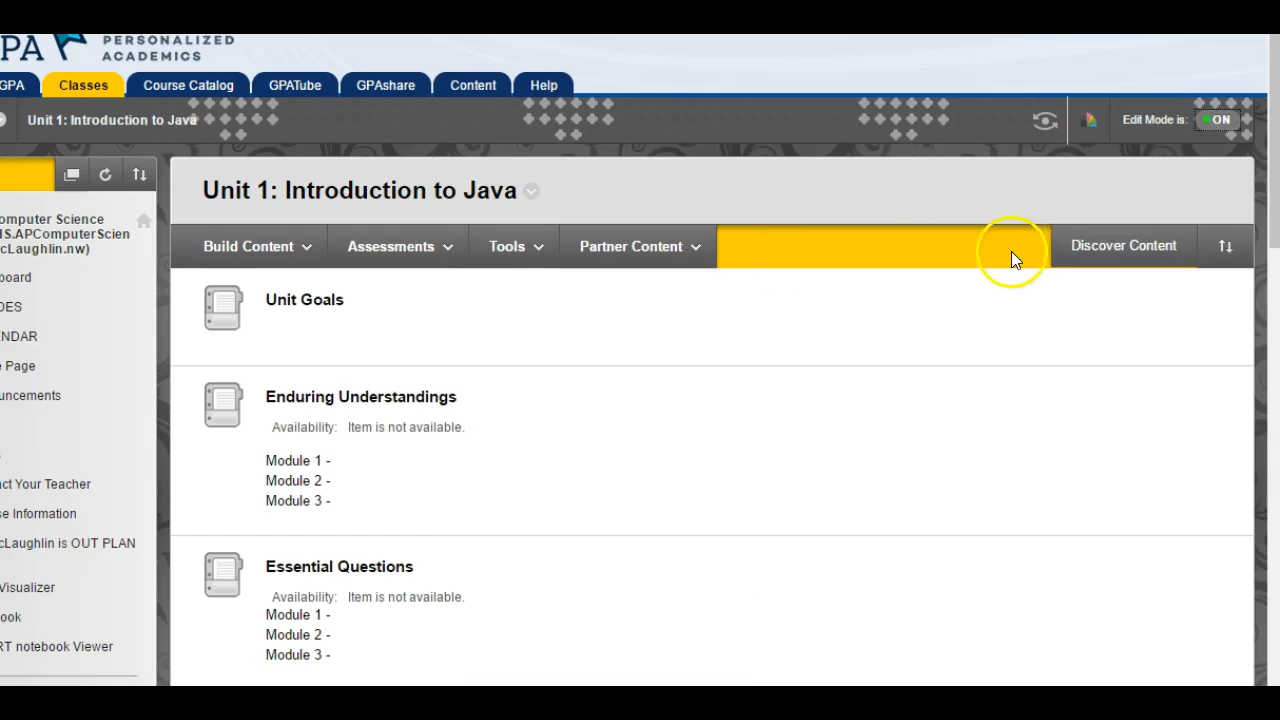 PA PERSONALIZED
ACADEMICS
GPA Classes Course Catalog GPATube GPAshare Content Help
Unit 1: Introduction to Java Edit Mode is: ON
Unit 1: Introduction to Java
Build Content Assessments Tools Partner Content Discover Content
omputer Science
IS.APComputerScien
cLaughlin.nw)
board
DES
ENDAR
e Page
uncements
s
act Your Teacher
se Information
cLaughlin is OUT PLAN
Visualizer
ook
RT notebook Viewer
Unit Goals
Enduring Understandings
Availability: Item is not available.
Module 1 -
Module 2 -
Module 3 -
Essential Questions
Availability: Item is not available.
Module 1 -
Module 2 -
Module 3 -